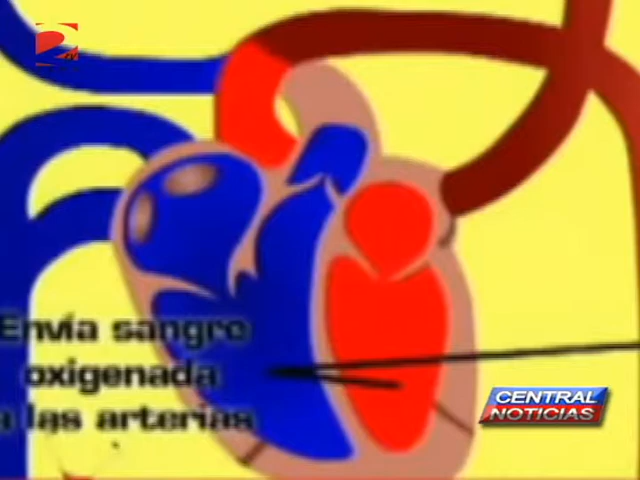 Envía sangre
oxigenada
a las arterias
CENTRAL
NOTICIAS